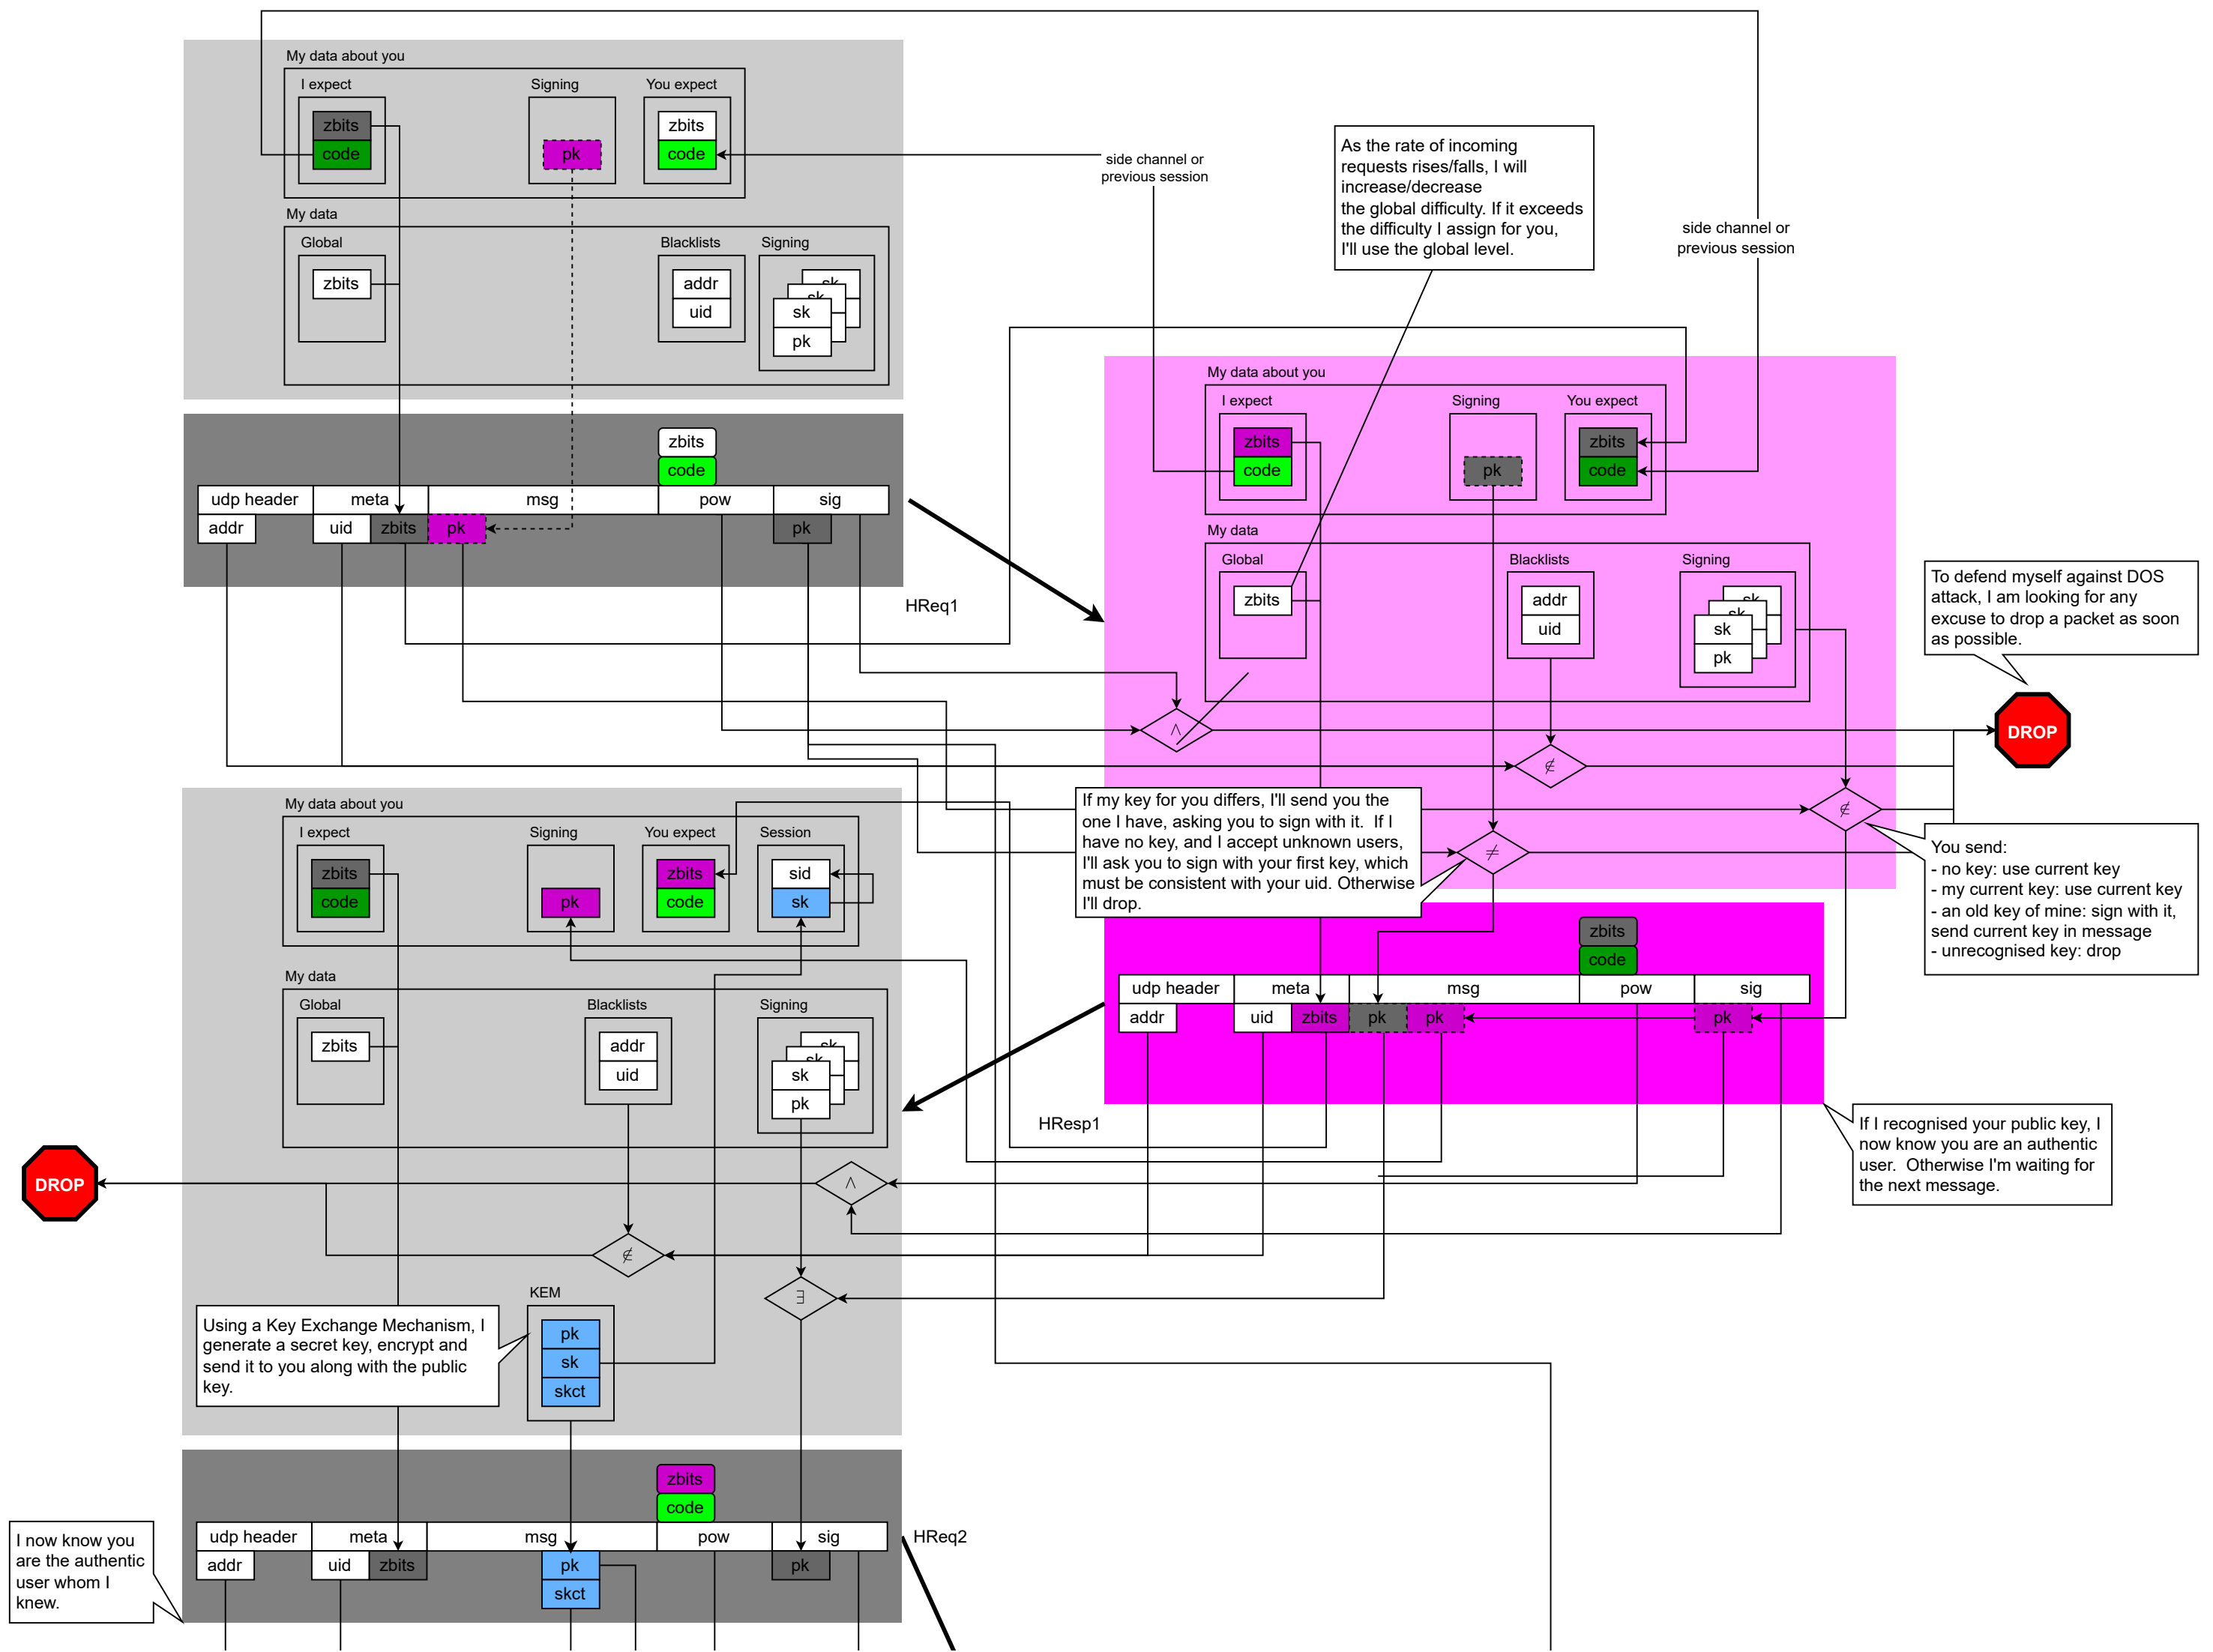 My data about you
I expect
Signing
You expect
zbits
code
pk
zbits
code
My data
Global
Blacklists
Signing
zbits
addr
uid
sk
sk
sk
pk
side channel or
previous session
As the rate of incoming
requests rises/falls, I will
increase/decrease
the global difficulty. If it exceeds
the difficulty I assign for you,
I'll use the global level.
side channel or
previous session
zbits
code
udp header
meta
msg
pow
sig
addr
uid
zbits
pk
pk
HReq1
My data about you
I expect
Signing
You expect
zbits
code
pk
zbits
code
My data
Global
Blacklists
Signing
zbits
addr
uid
sk
sk
sk
pk
To defend myself against DOS
attack, I am looking for any
excuse to drop a packet as soon
as possible.
DROP
^
∉
∉
≠
If my key for you differs, I'll send you the
one I have, asking you to sign with it.  If I
have no key, and I accept unknown users,
I'll ask you to sign with your first key, which
must be consistent with your uid. Otherwise
I'll drop.
You send:
- no key: use current key
- my current key: use current key
- an old key of mine: sign with it,
send current key in message
- unrecognised key: drop
My data about you
I expect
Signing
You expect
Session
zbits
code
pk
zbits
code
sid
sk
My data
Global
Blacklists
Signing
zbits
addr
uid
sk
sk
sk
pk
zbits
code
udp header
meta
msg
pow
sig
addr
uid
zbits
pk
pk
pk
HResp1
If I recognised your public key, I
now know you are an authentic
user.  Otherwise I'm waiting for
the next message.
DROP
^
∉
∃
KEM
pk
sk
skct
Using a Key Exchange Mechanism, I
generate a secret key, encrypt and
send it to you along with the public
key.
zbits
code
udp header
meta
msg
pow
sig
addr
uid
zbits
pk
skct
pk
HReq2
I now know you
are the authentic
user whom I
knew.